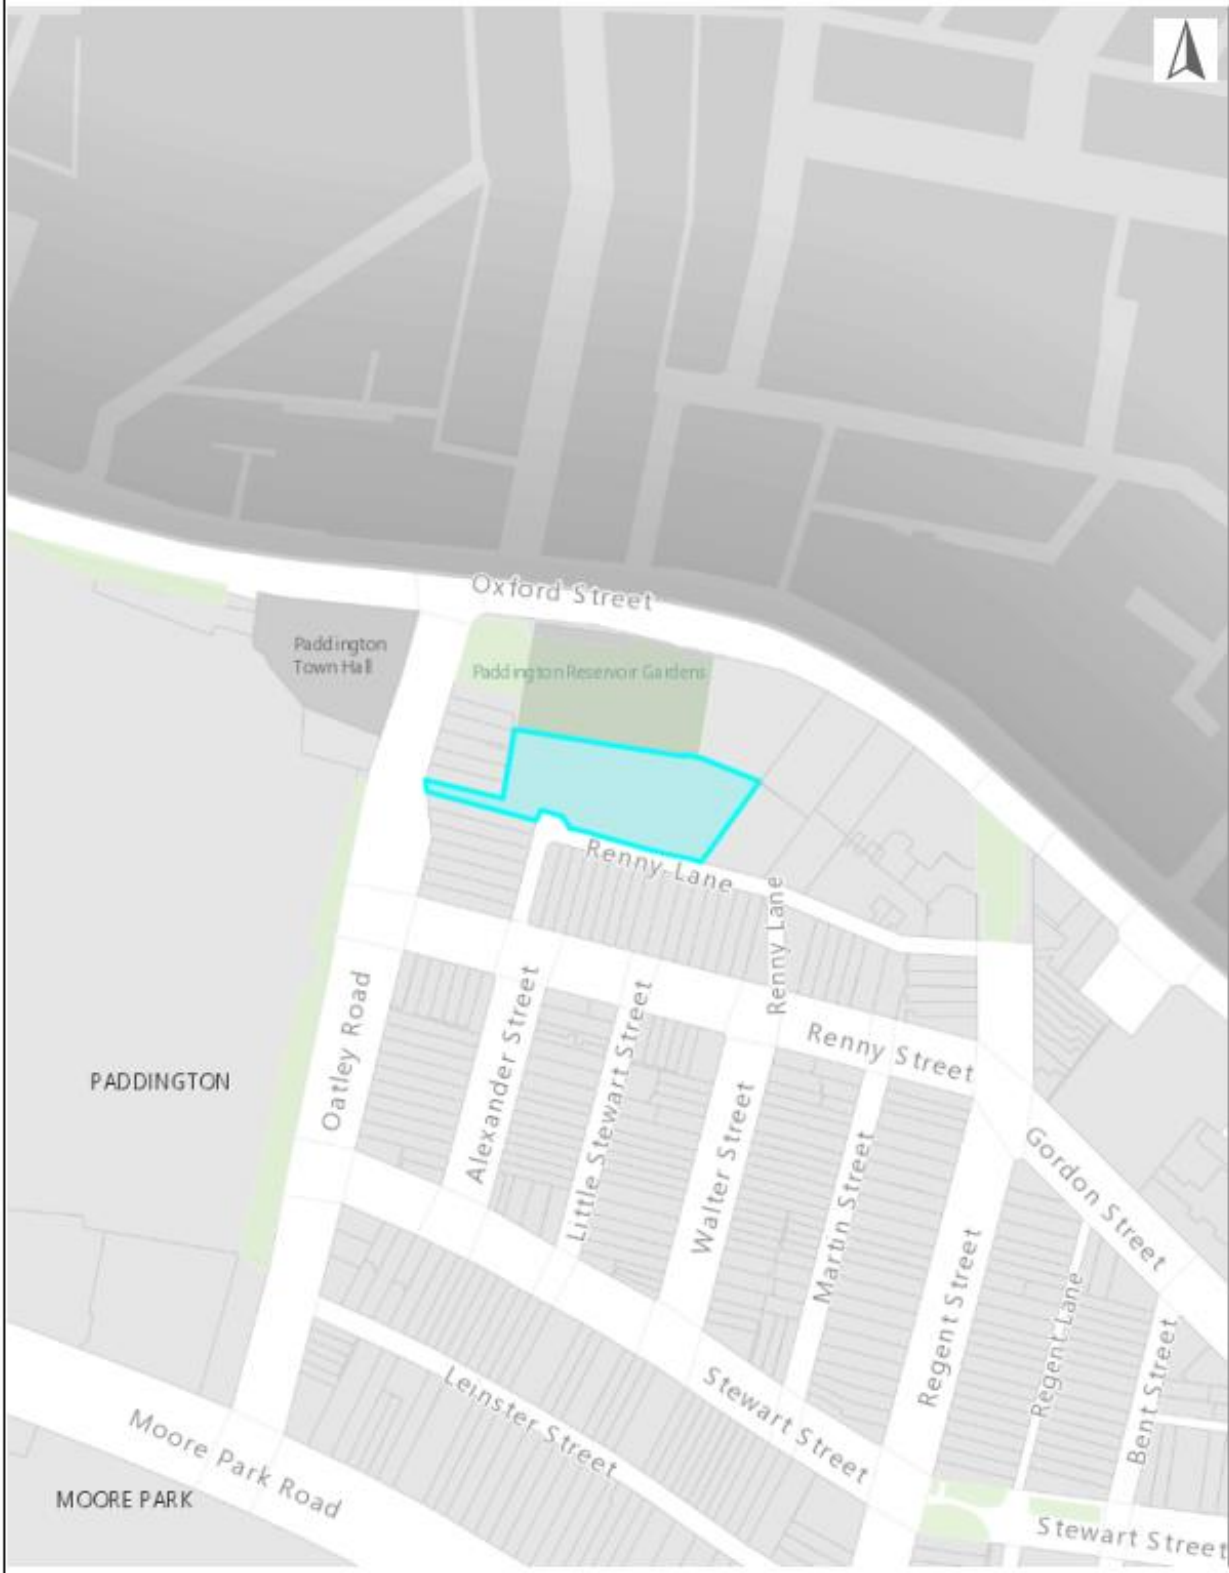 Oxford Street
Paddington
Town Hall
Paddington Reservoir Gardens
Renny Lane
Renny Lane
Oatley Road
Alexander Street
Little Stewart Street
Renny Street
PADDINGTON
Walter Street
Martin Street
Gordon Street
Regent Street
Regent Lane
Bent Street
Leinster Street
Stewart Street
Moore Park Road
MOORE PARK
Stewart Street